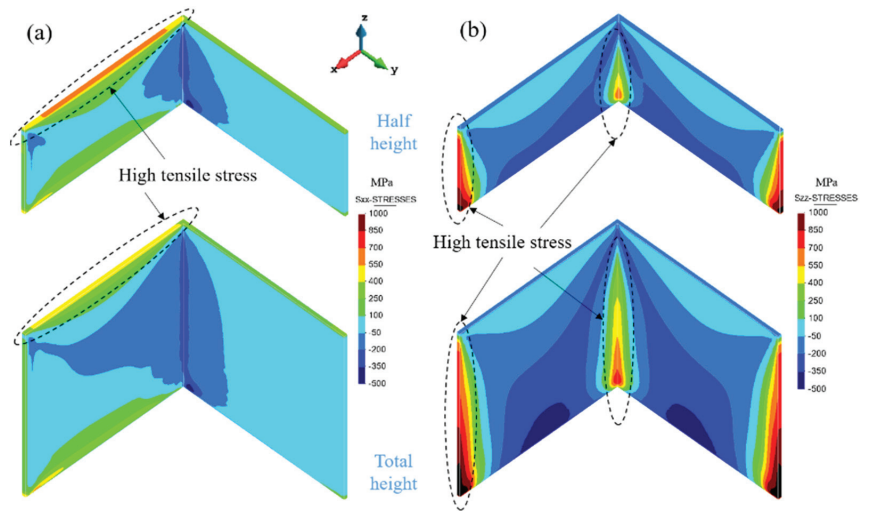 (a)
z
x
y
(b)
Half
height
High tensile stress
MPa
Sxx-STRESSES
1000
850
700
550
400
250
100
-50
-200
-350
-500
Total
height
High tensile stress
MPa
Szz-STRESSES
1000
850
700
550
400
250
100
-50
-200
-350
-500